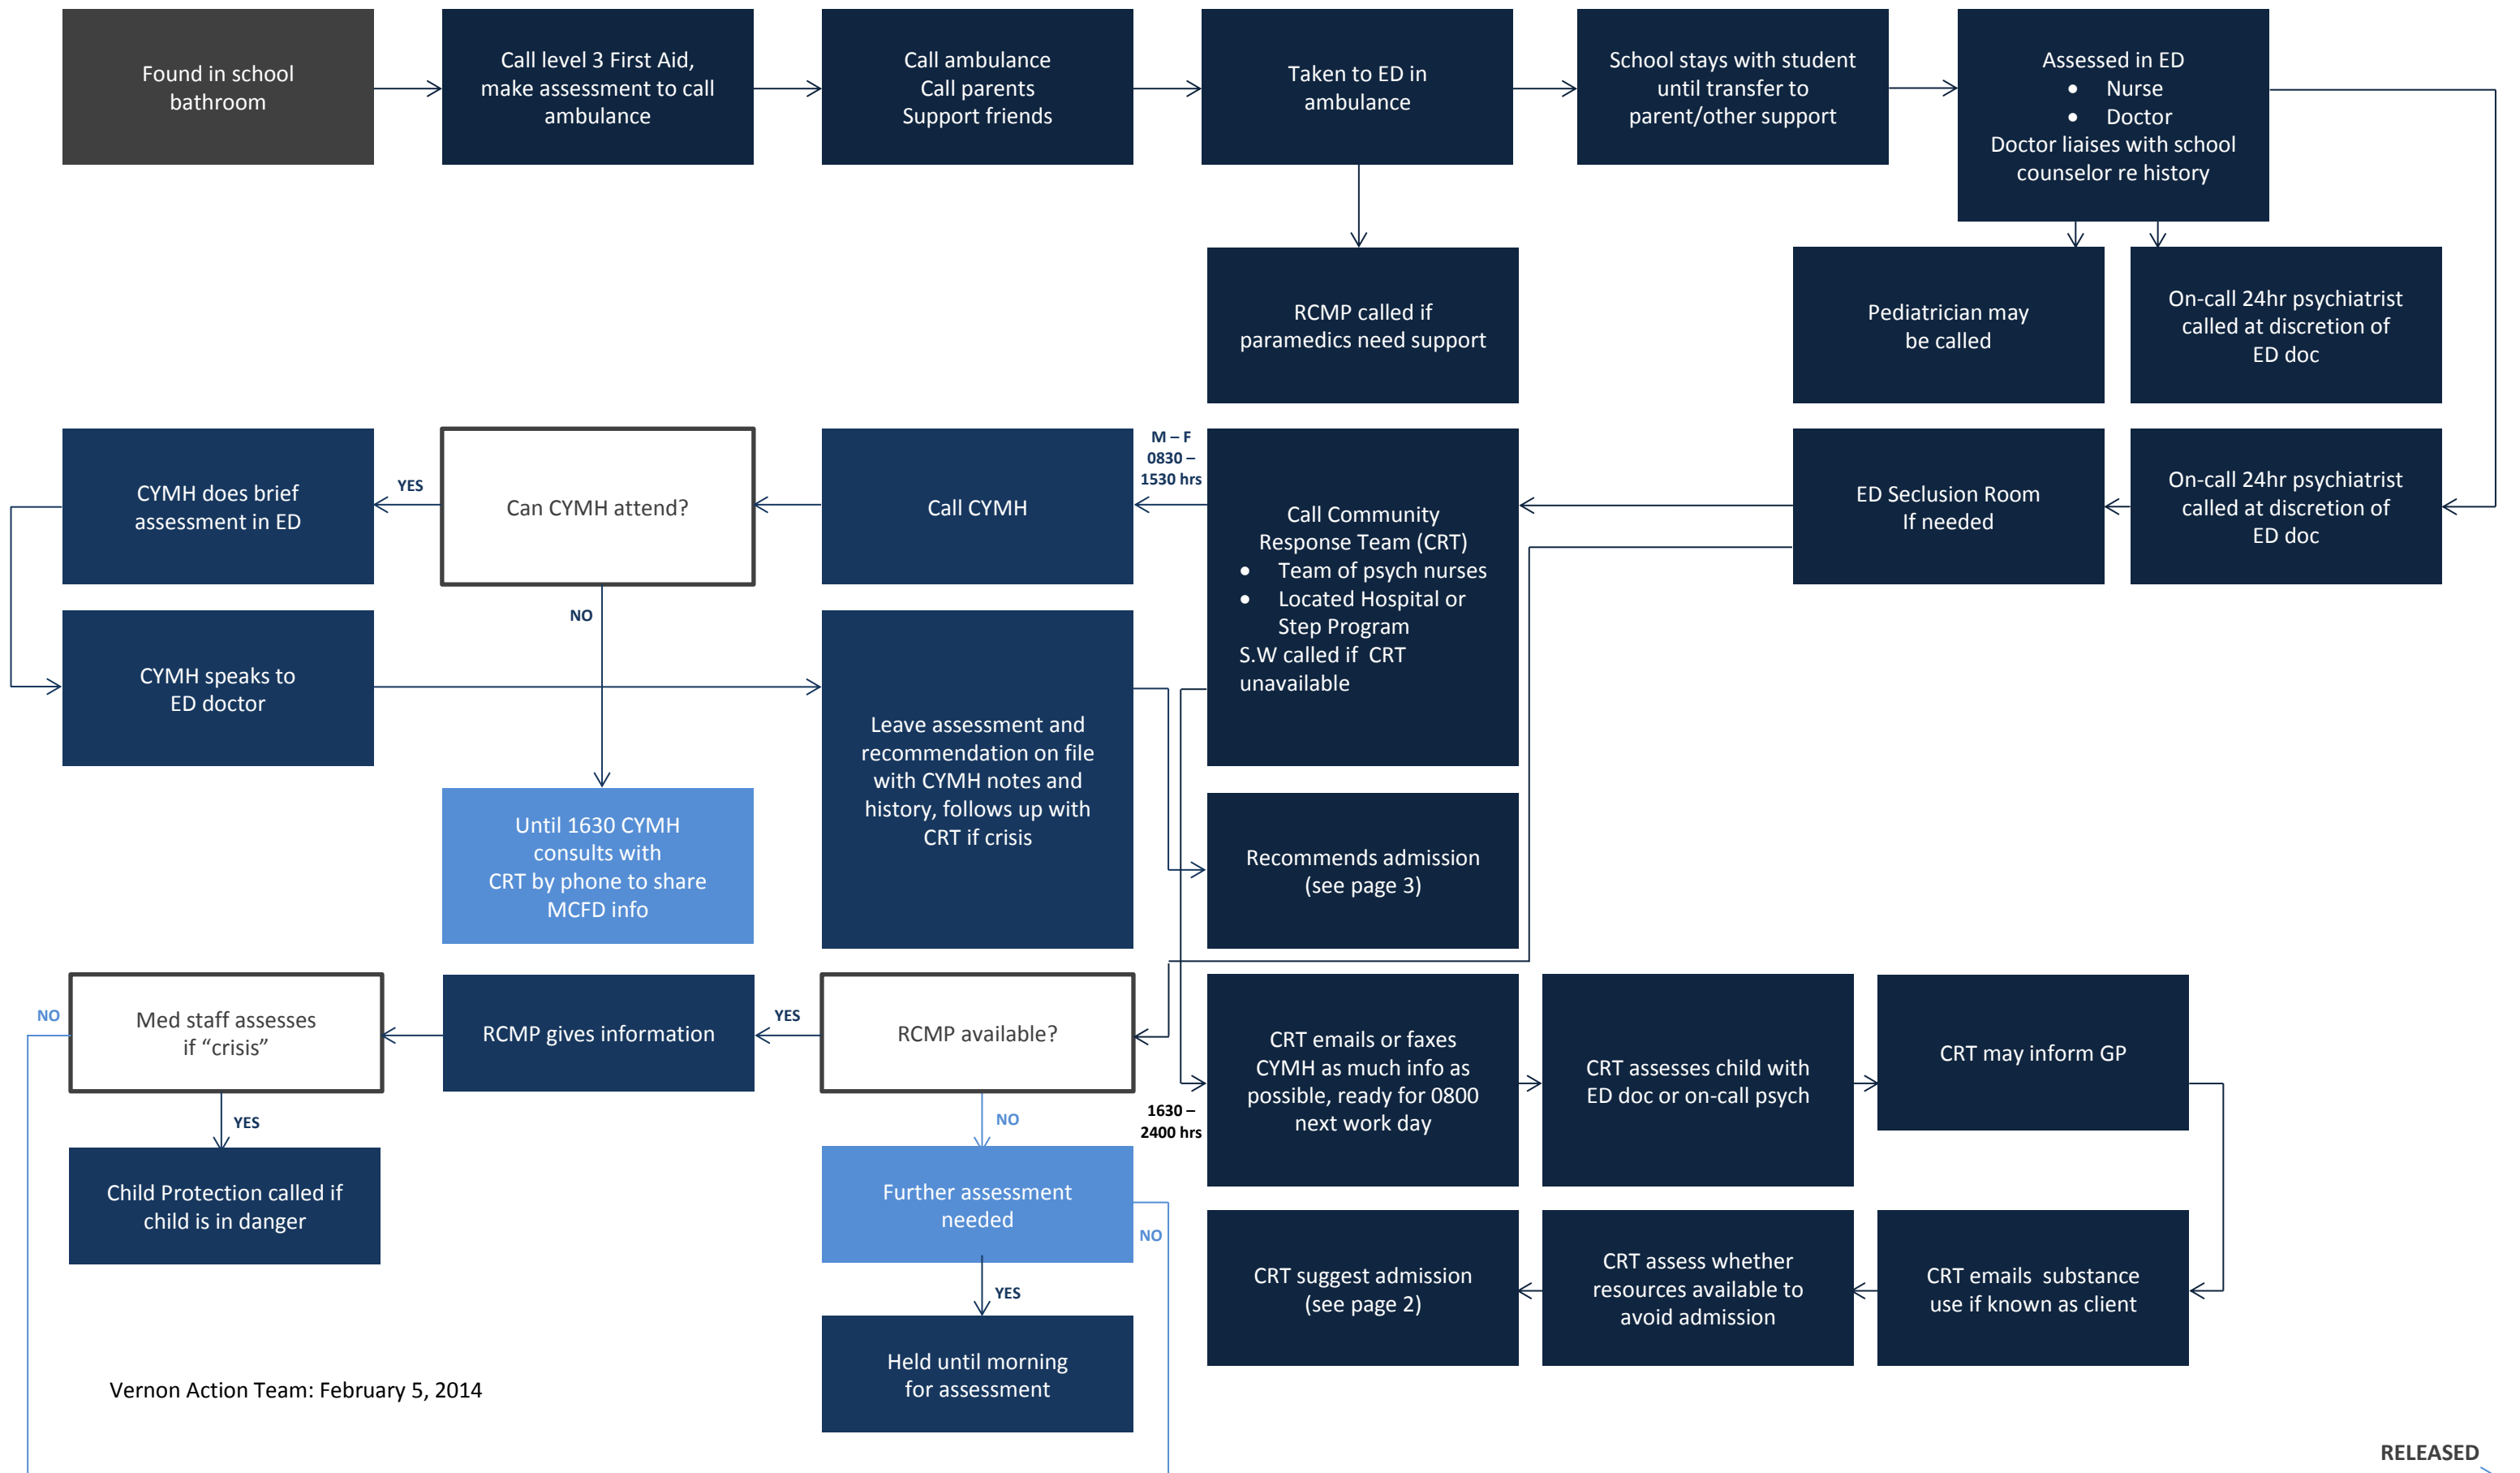 Found in school
bathroom
Call level 3 First Aid,
make assessment to call
ambulance
Call ambulance
Call parents
Support friends
Taken to ED in
ambulance
School stays with student
until transfer to
parent/other support
Assessed in ED
• Nurse
• Doctor
Doctor liaises with school
counselor re history
RCMP called if
paramedics need support
Pediatrician may
be called
On-call 24hr psychiatrist
called at discretion of
ED doc
CYMH does brief
assessment in ED
YES
Can CYMH attend?
NO
Call CYMH
M – F
0830 –
1530 hrs
Call Community
Response Team (CRT)
• Team of psych nurses
• Located Hospital or
Step Program
S.W called if CRT
unavailable
ED Seclusion Room
If needed
On-call 24hr psychiatrist
called at discretion of
ED doc
CYMH speaks to
ED doctor
Until 1630 CYMH
consults with
CRT by phone to share
MCFD info
Leave assessment and
recommendation on file
with CYMH notes and
history, follows up with
CRT if crisis
Recommends admission
(see page 3)
NO
Med staff assesses
if “crisis”
YES
RCMP gives information
YES
RCMP available?
NO
1630 –
2400 hrs
CRT emails or faxes
CYMH as much info as
possible, ready for 0800
next work day
CRT assesses child with
ED doc or on-call psych
CRT may inform GP
Child Protection called if
child is in danger
Further assessment
needed
NO
YES
CRT suggest admission
(see page 2)
CRT assess whether
resources available to
avoid admission
CRT emails substance
use if known as client
Held until morning
for assessment
Vernon Action Team: February 5, 2014
RELEASED